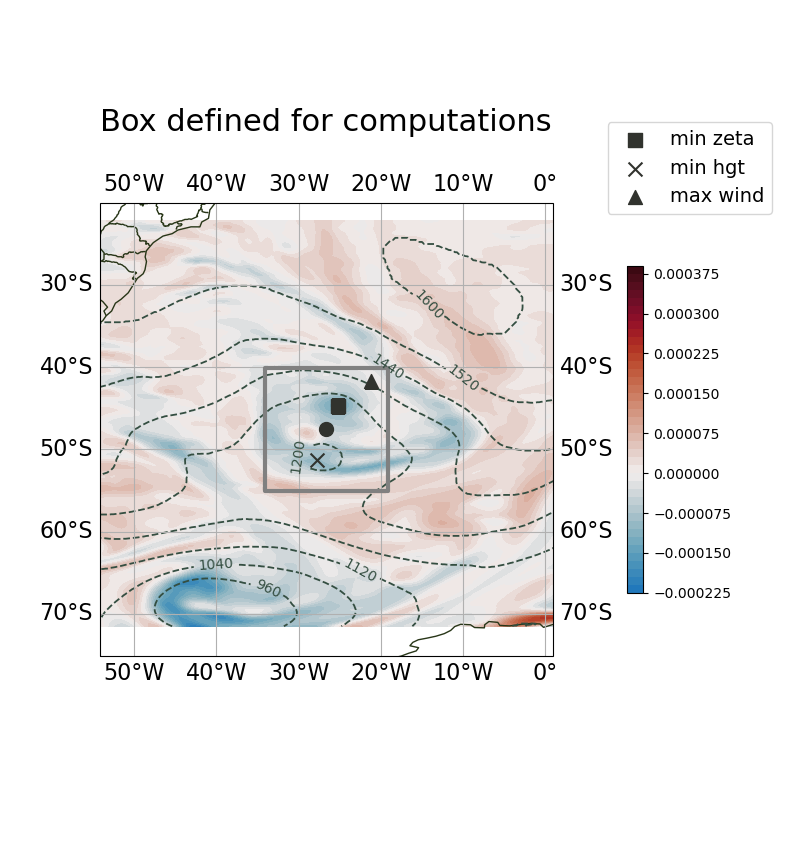 Box defined for computations
min zeta
min hgt
max wind
50°W 40°W 30°W 20°W 10°W 0°
30°S 30°S
40°S 40°S
50°S 50°S
60°S 60°S
70°S 70°S
50°W 40°W 30°W 20°W 10°W 0°
1600
1440
1520
1200
1040
1120
960
0.000375
0.000300
0.000225
0.000150
0.000075
0.000000
−0.000075
−0.000150
−0.000225